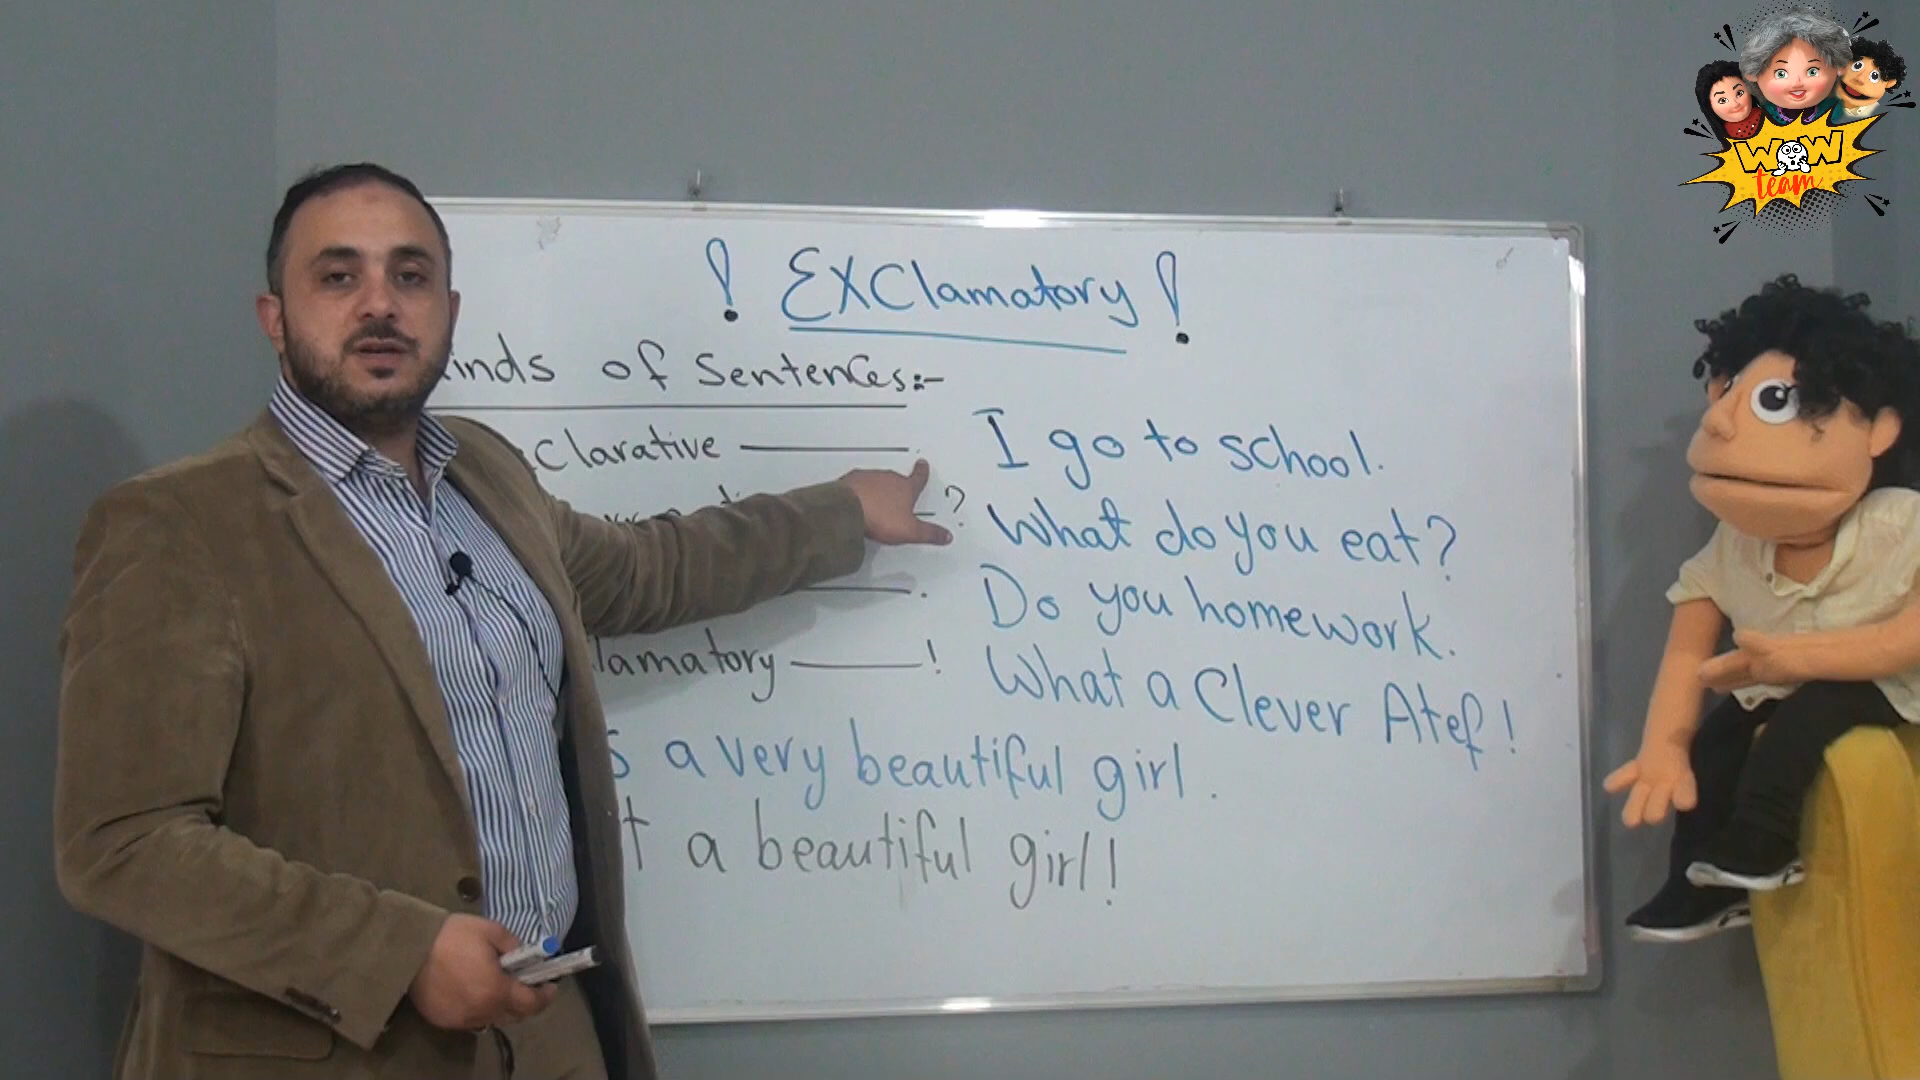 WOW
team
! EXClamatory !
inds of Sentences:-
clarative ———. I go to school.
? What do you eat?
———. Do you homework.
lamatory ———! What a Clever Atef!
s a very beautiful girl.
t a beautiful girl!